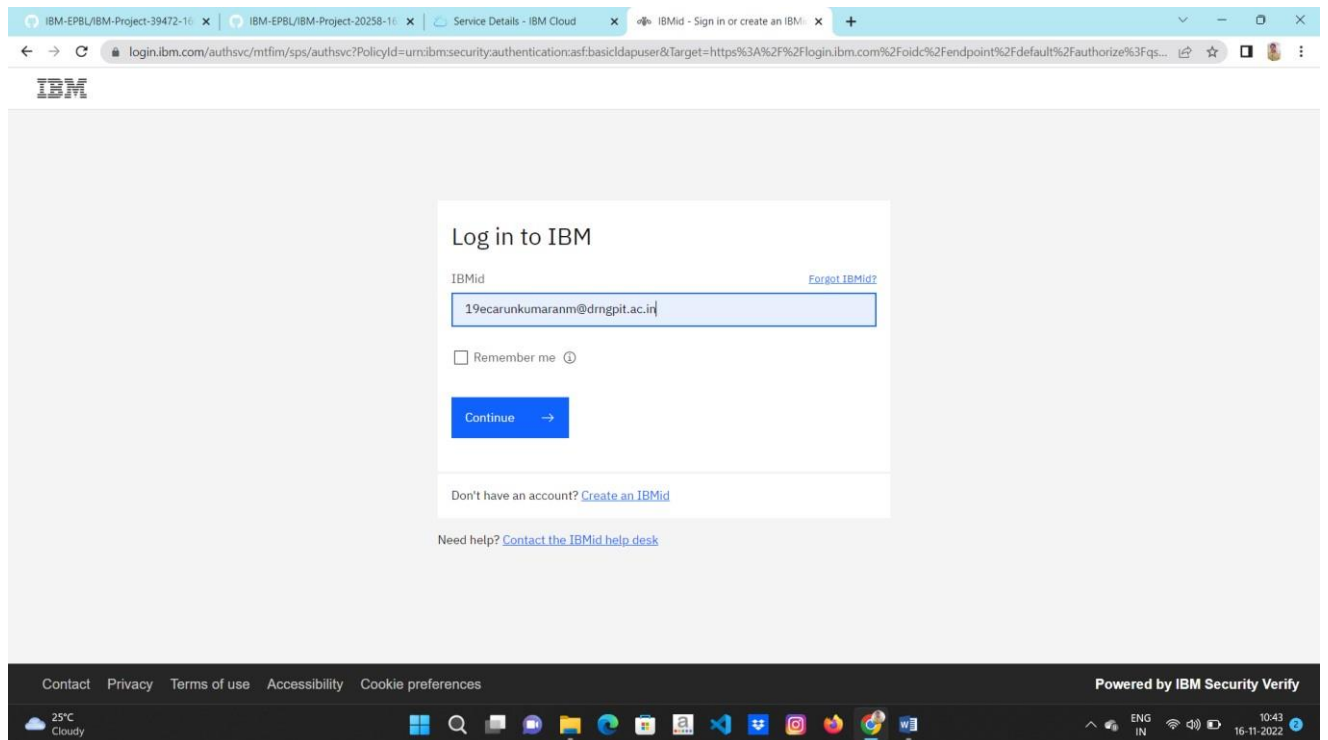 IBM-EPBL/IBM-Project-39472-16
IBM-EPBL/IBM-Project-20258-16
Service Details - IBM Cloud
IBMid - Sign in or create an IBMi
login.ibm.com/authsvc/mtfim/sps/authsvc?PolicyId=urn:ibm:security:authentication:asf:basicldapuser&Target=https%3A%2F%2Flogin.ibm.com%2Foidc%2Fendpoint%2Fdefault%2Fauthorize%3Fqs...
IBM
Log in to IBM
IBMid
Forgot IBMid?
19ecarunkumaranm@drngpit.ac.in
Remember me
Continue
Don't have an account? Create an IBMid
Need help? Contact the IBMid help desk
Contact Privacy Terms of use Accessibility Cookie preferences
Powered by IBM Security Verify
25°C
Cloudy
ENG
IN
10:43
16-11-2022
2